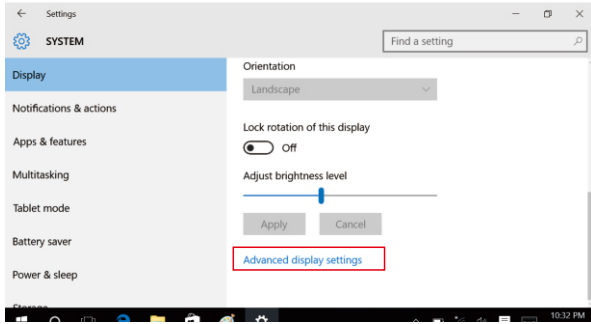 Settings
SYSTEM
Find a setting
Display
Notifications & actions
Apps & features
Multitasking
Tablet mode
Battery saver
Power & sleep
Storage
Orientation
Landscape
Lock rotation of this display
Off
Adjust brightness level
Apply Cancel
Advanced display settings
10:32 PM